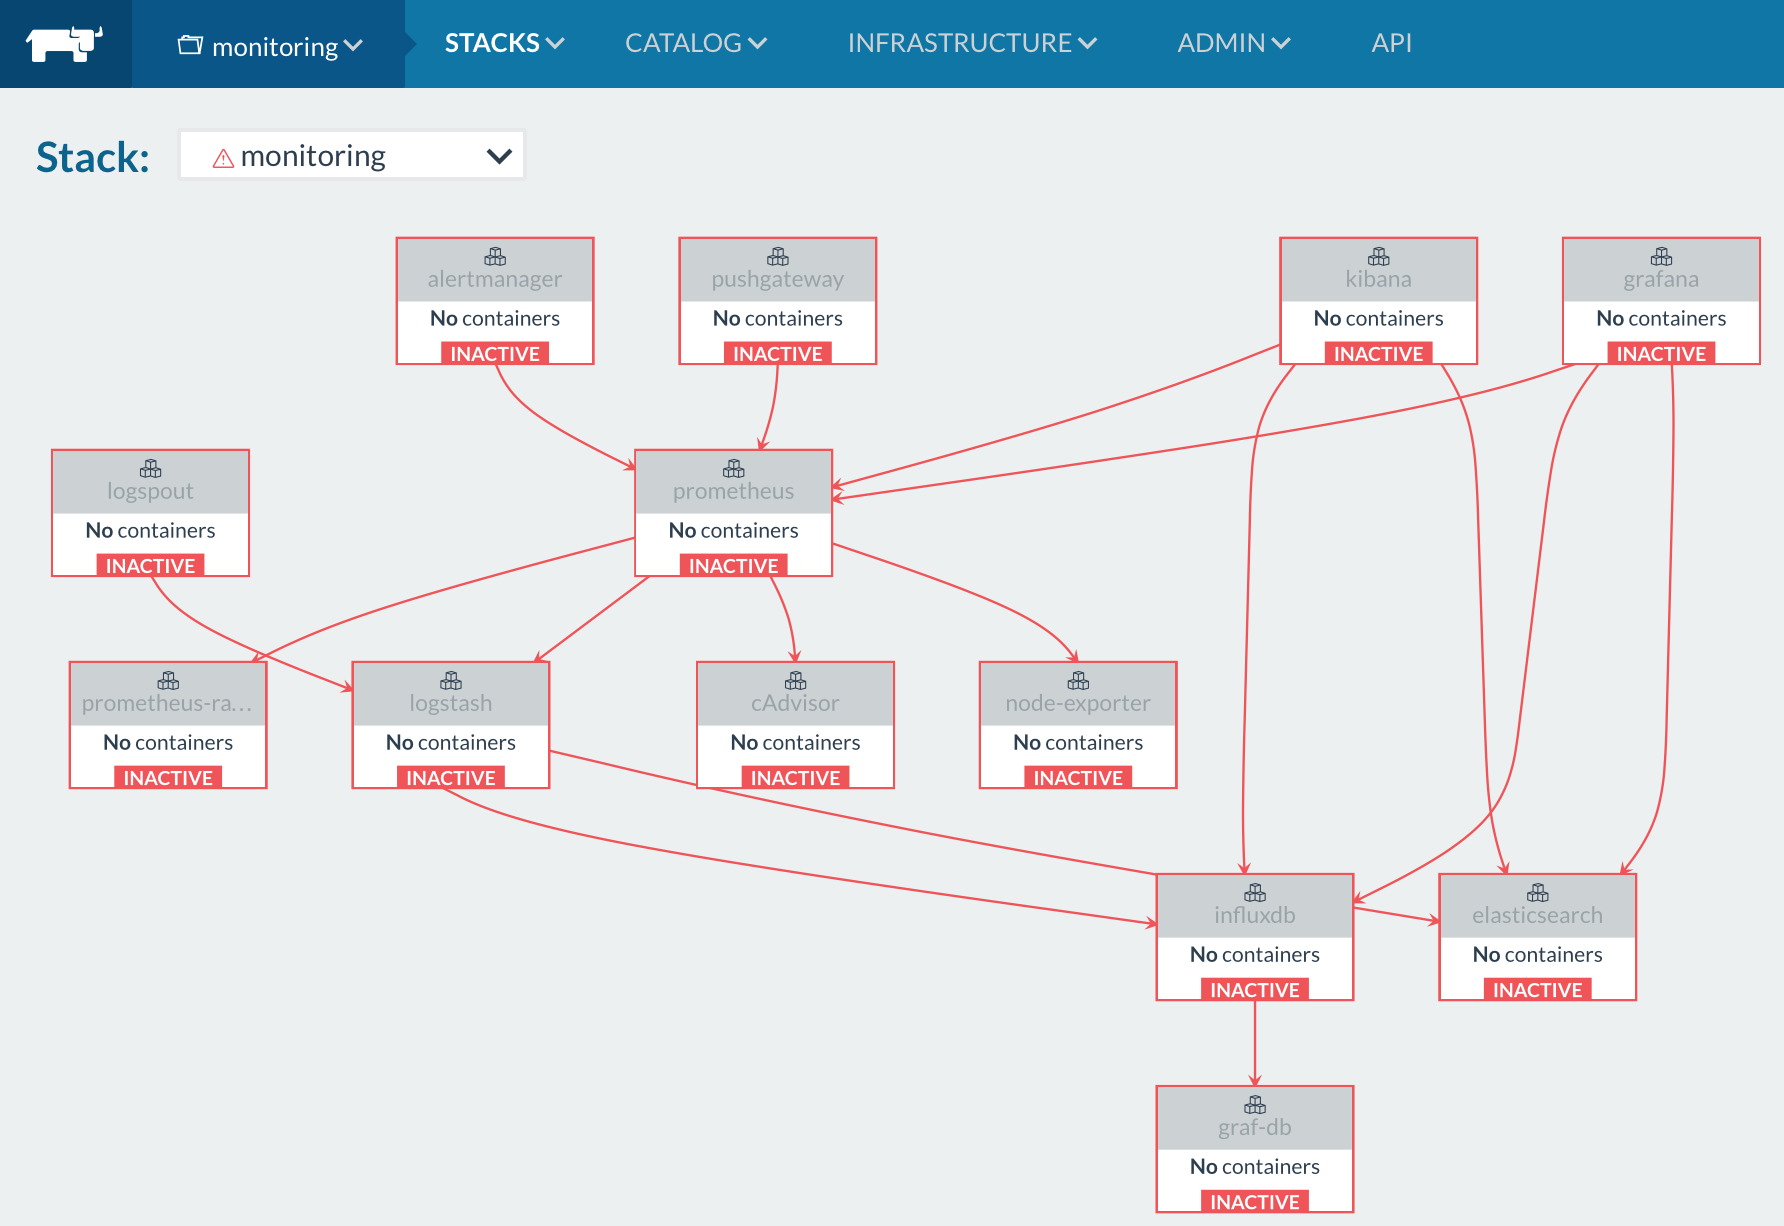 monitoring STACKS CATALOG INFRASTRUCTURE ADMIN API
Stack: monitoring
alertmanager
No containers
INACTIVE
pushgateway
No containers
INACTIVE
kibana
No containers
INACTIVE
grafana
No containers
INACTIVE
logspout
No containers
INACTIVE
prometheus
No containers
INACTIVE
prometheus-ra...
No containers
INACTIVE
logstash
No containers
INACTIVE
cAdvisor
No containers
INACTIVE
node-exporter
No containers
INACTIVE
influxdb
No containers
INACTIVE
elasticsearch
No containers
INACTIVE
graf-db
No containers
INACTIVE